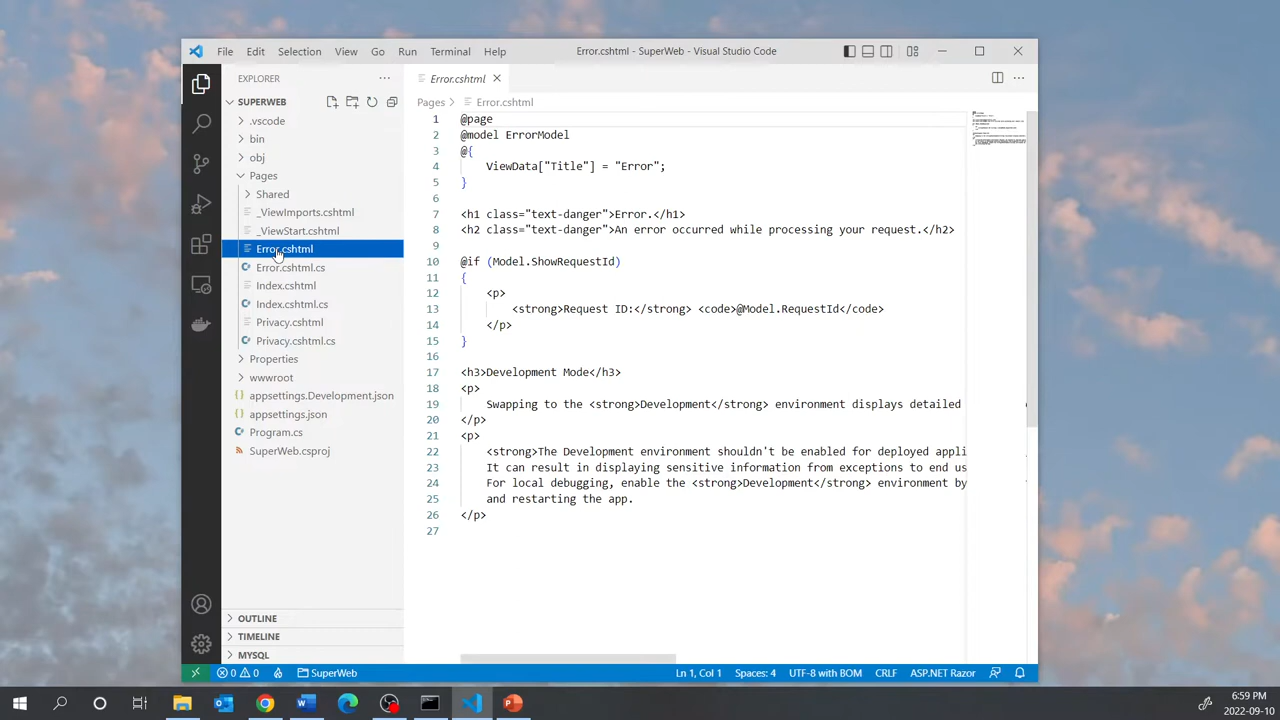 File Edit Selection View Go Run Terminal Help Error.cshtml - SuperWeb - Visual Studio Code
EXPLORER
SUPERWEB
.vscode
bin
obj
Pages
Shared
_ViewImports.cshtml
_ViewStart.cshtml
Error.cshtml
Error.cshtml.cs
Index.cshtml
Index.cshtml.cs
Privacy.cshtml
Privacy.cshtml.cs
Properties
wwwroot
appsettings.Development.json
appsettings.json
Program.cs
SuperWeb.csproj
OUTLINE
TIMELINE
MYSQL
Error.cshtml
Pages > Error.cshtml
1 @page
2 @model ErrorModel
3 @{
4 ViewData["Title"] = "Error";
5 }
6
7 <h1 class="text-danger">Error.</h1>
8 <h2 class="text-danger">An error occurred while processing your request.</h2>
9
10 @if (Model.ShowRequestId)
11 {
12 <p>
13 <strong>Request ID:</strong> <code>@Model.RequestId</code>
14 </p>
15 }
16
17 <h3>Development Mode</h3>
18 <p>
19 Swapping to the <strong>Development</strong> environment displays detailed
20 </p>
21 <p>
22 <strong>The Development environment shouldn't be enabled for deployed appli
23 It can result in displaying sensitive information from exceptions to end us
24 For local debugging, enable the <strong>Development</strong> environment by
25 and restarting the app.
26 </p>
27
0 0 SuperWeb Ln 1, Col 1 Spaces: 4 UTF-8 with BOM CRLF ASP.NET Razor
6:59 PM
2022-09-10